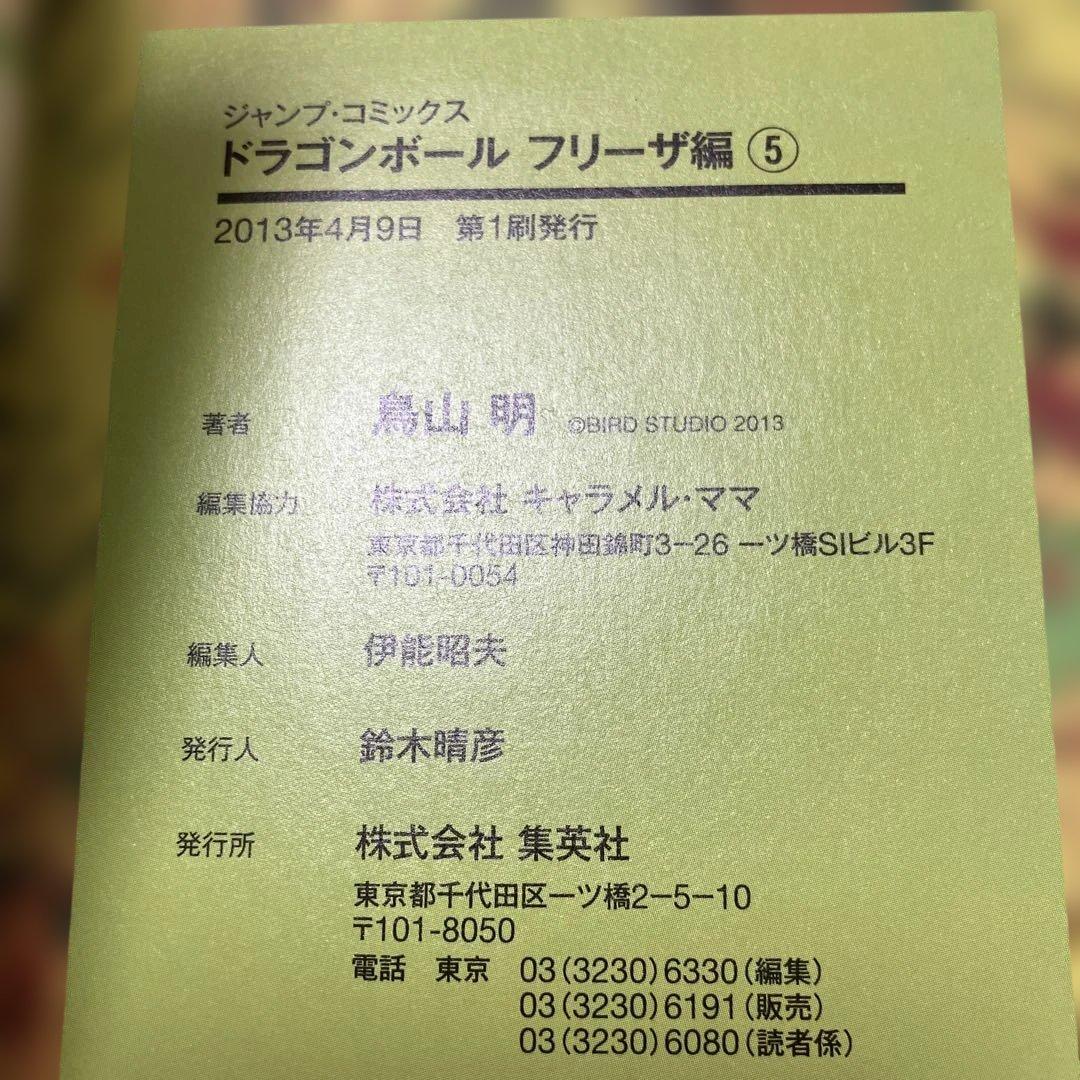 ジャンプ・コミックス
ドラゴンボール フリーザ編⑤
2013年4月9日 第1刷発行
著者 鳥山 明 ©BIRD STUDIO 2013
編集協力 株式会社 キャラメル・ママ
東京都千代田区神田錦町3−26 一ツ橋SIビル3F
〒101-0054
編集人 伊能昭夫
発行人 鈴木晴彦
発行所 株式会社 集英社
東京都千代田区一ツ橋2−5−10
〒101-8050
電話 東京 03(3230)6330(編集)
03(3230)6191(販売)
03(3230)6080(読者係)